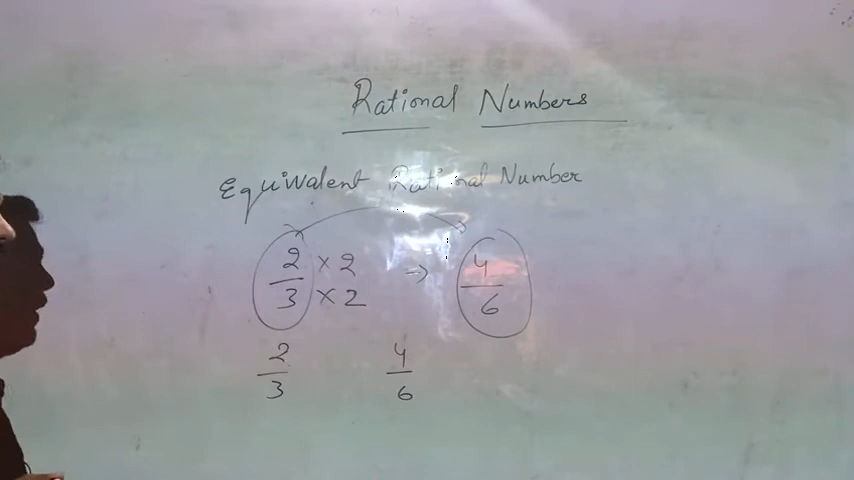 Rational Numbers
Equivalent Rational Number
2/3 × 2/× 2 → 4/6
2/3 4/6